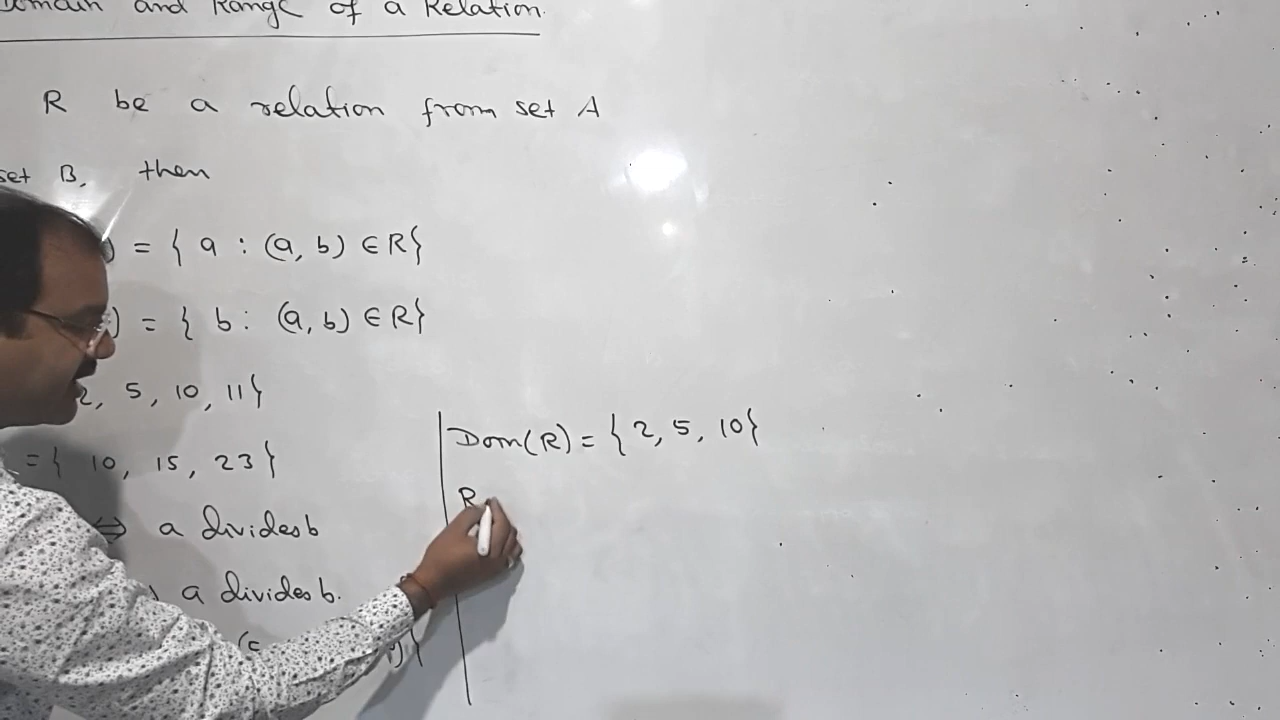 Domain and Range of a Relation.
R be a relation from set A
set B, then
) = { a : (a, b) ∈ R}
) = { b : (a, b) ∈ R}
2, 5, 10, 11}
= { 10, 15, 23}
⇔ a divides b
a divides b.
Dom(R) = { 2, 5, 10}
R